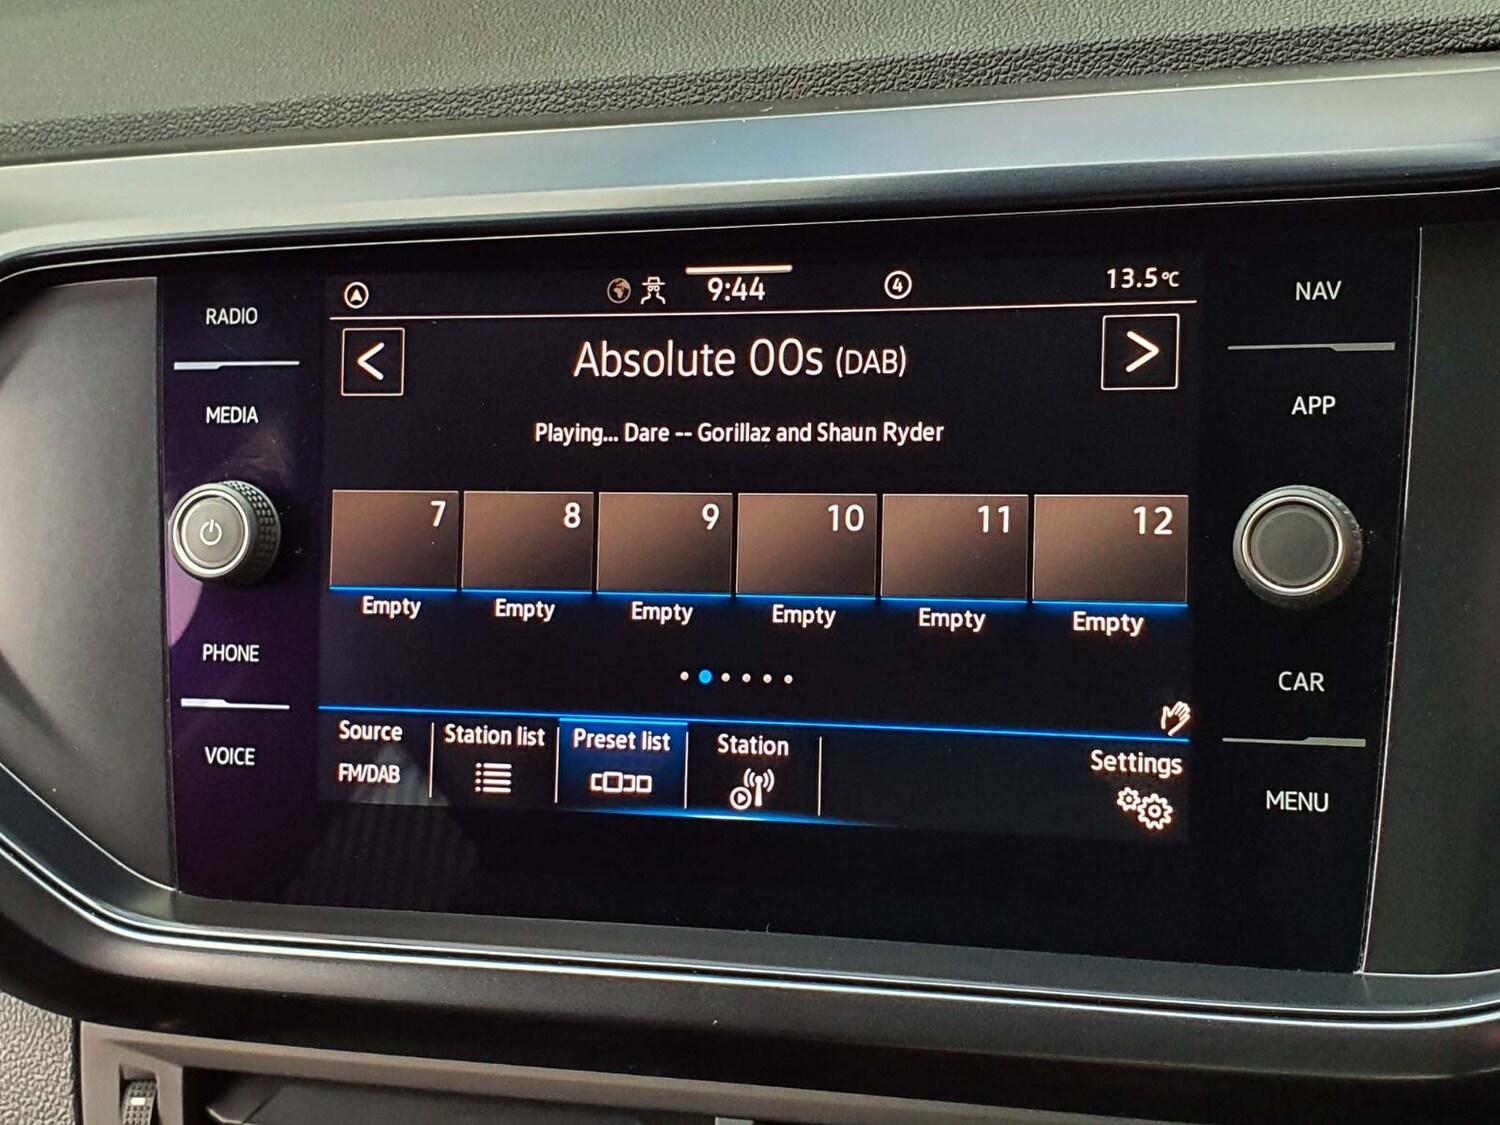 RADIO
MEDIA
PHONE
VOICE
9:44
4
13.5°C
<
Absolute 00s (DAB)
>
Playing... Dare -- Gorillaz and Shaun Ryder
7 8 9 10 11 12
Empty Empty Empty Empty Empty Empty
Source
FM/DAB
Station list
Preset list
Station
Settings
NAV
APP
CAR
MENU